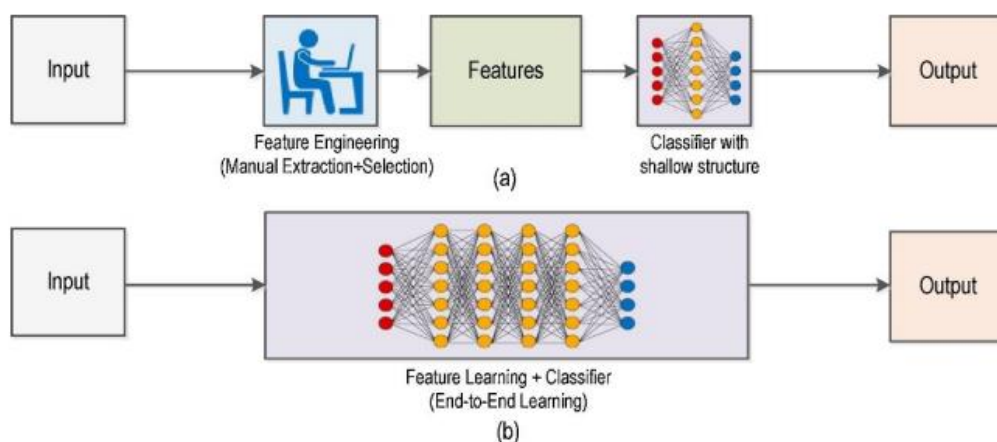 Input
Features
Output
Feature Engineering
(Manual Extraction+Selection)
Classifier with
shallow structure
(a)
Input
Output
Feature Learning + Classifier
(End-to-End Learning)
(b)